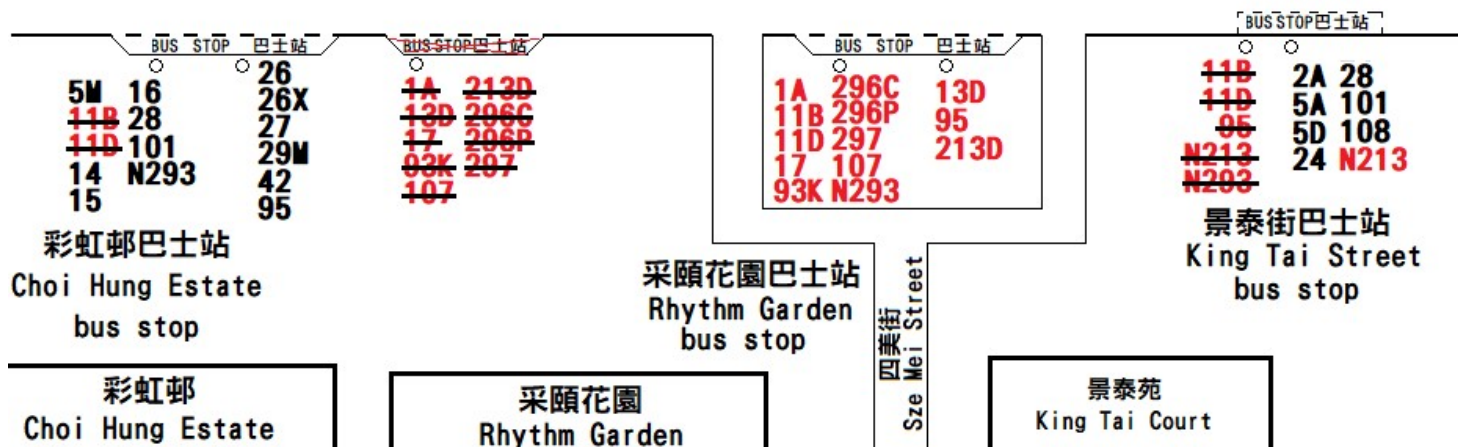 BUS STOP 巴士站
5M 16
11B 28
11D 101
14 N293
15
26
26X
27
29M
42
95
彩虹邨巴士站
Choi Hung Estate
bus stop
BUS STOP巴士站
1A 213D
13D 296C
17 296P
93K 297
107
BUS STOP 巴士站
1A 296C
11B 296P
11D 297
17 107
93K N293
13D
95
213D
采頤花園巴士站
Rhythm Garden
bus stop
BUS STOP巴士站
11B
11D
95
N213
N293
2A 28
5A 101
5D 108
24 N213
景泰街巴士站
King Tai Street
bus stop
四美街
Sze Mei Street
彩虹邨
Choi Hung Estate
采頤花園
Rhythm Garden
景泰苑
King Tai Court